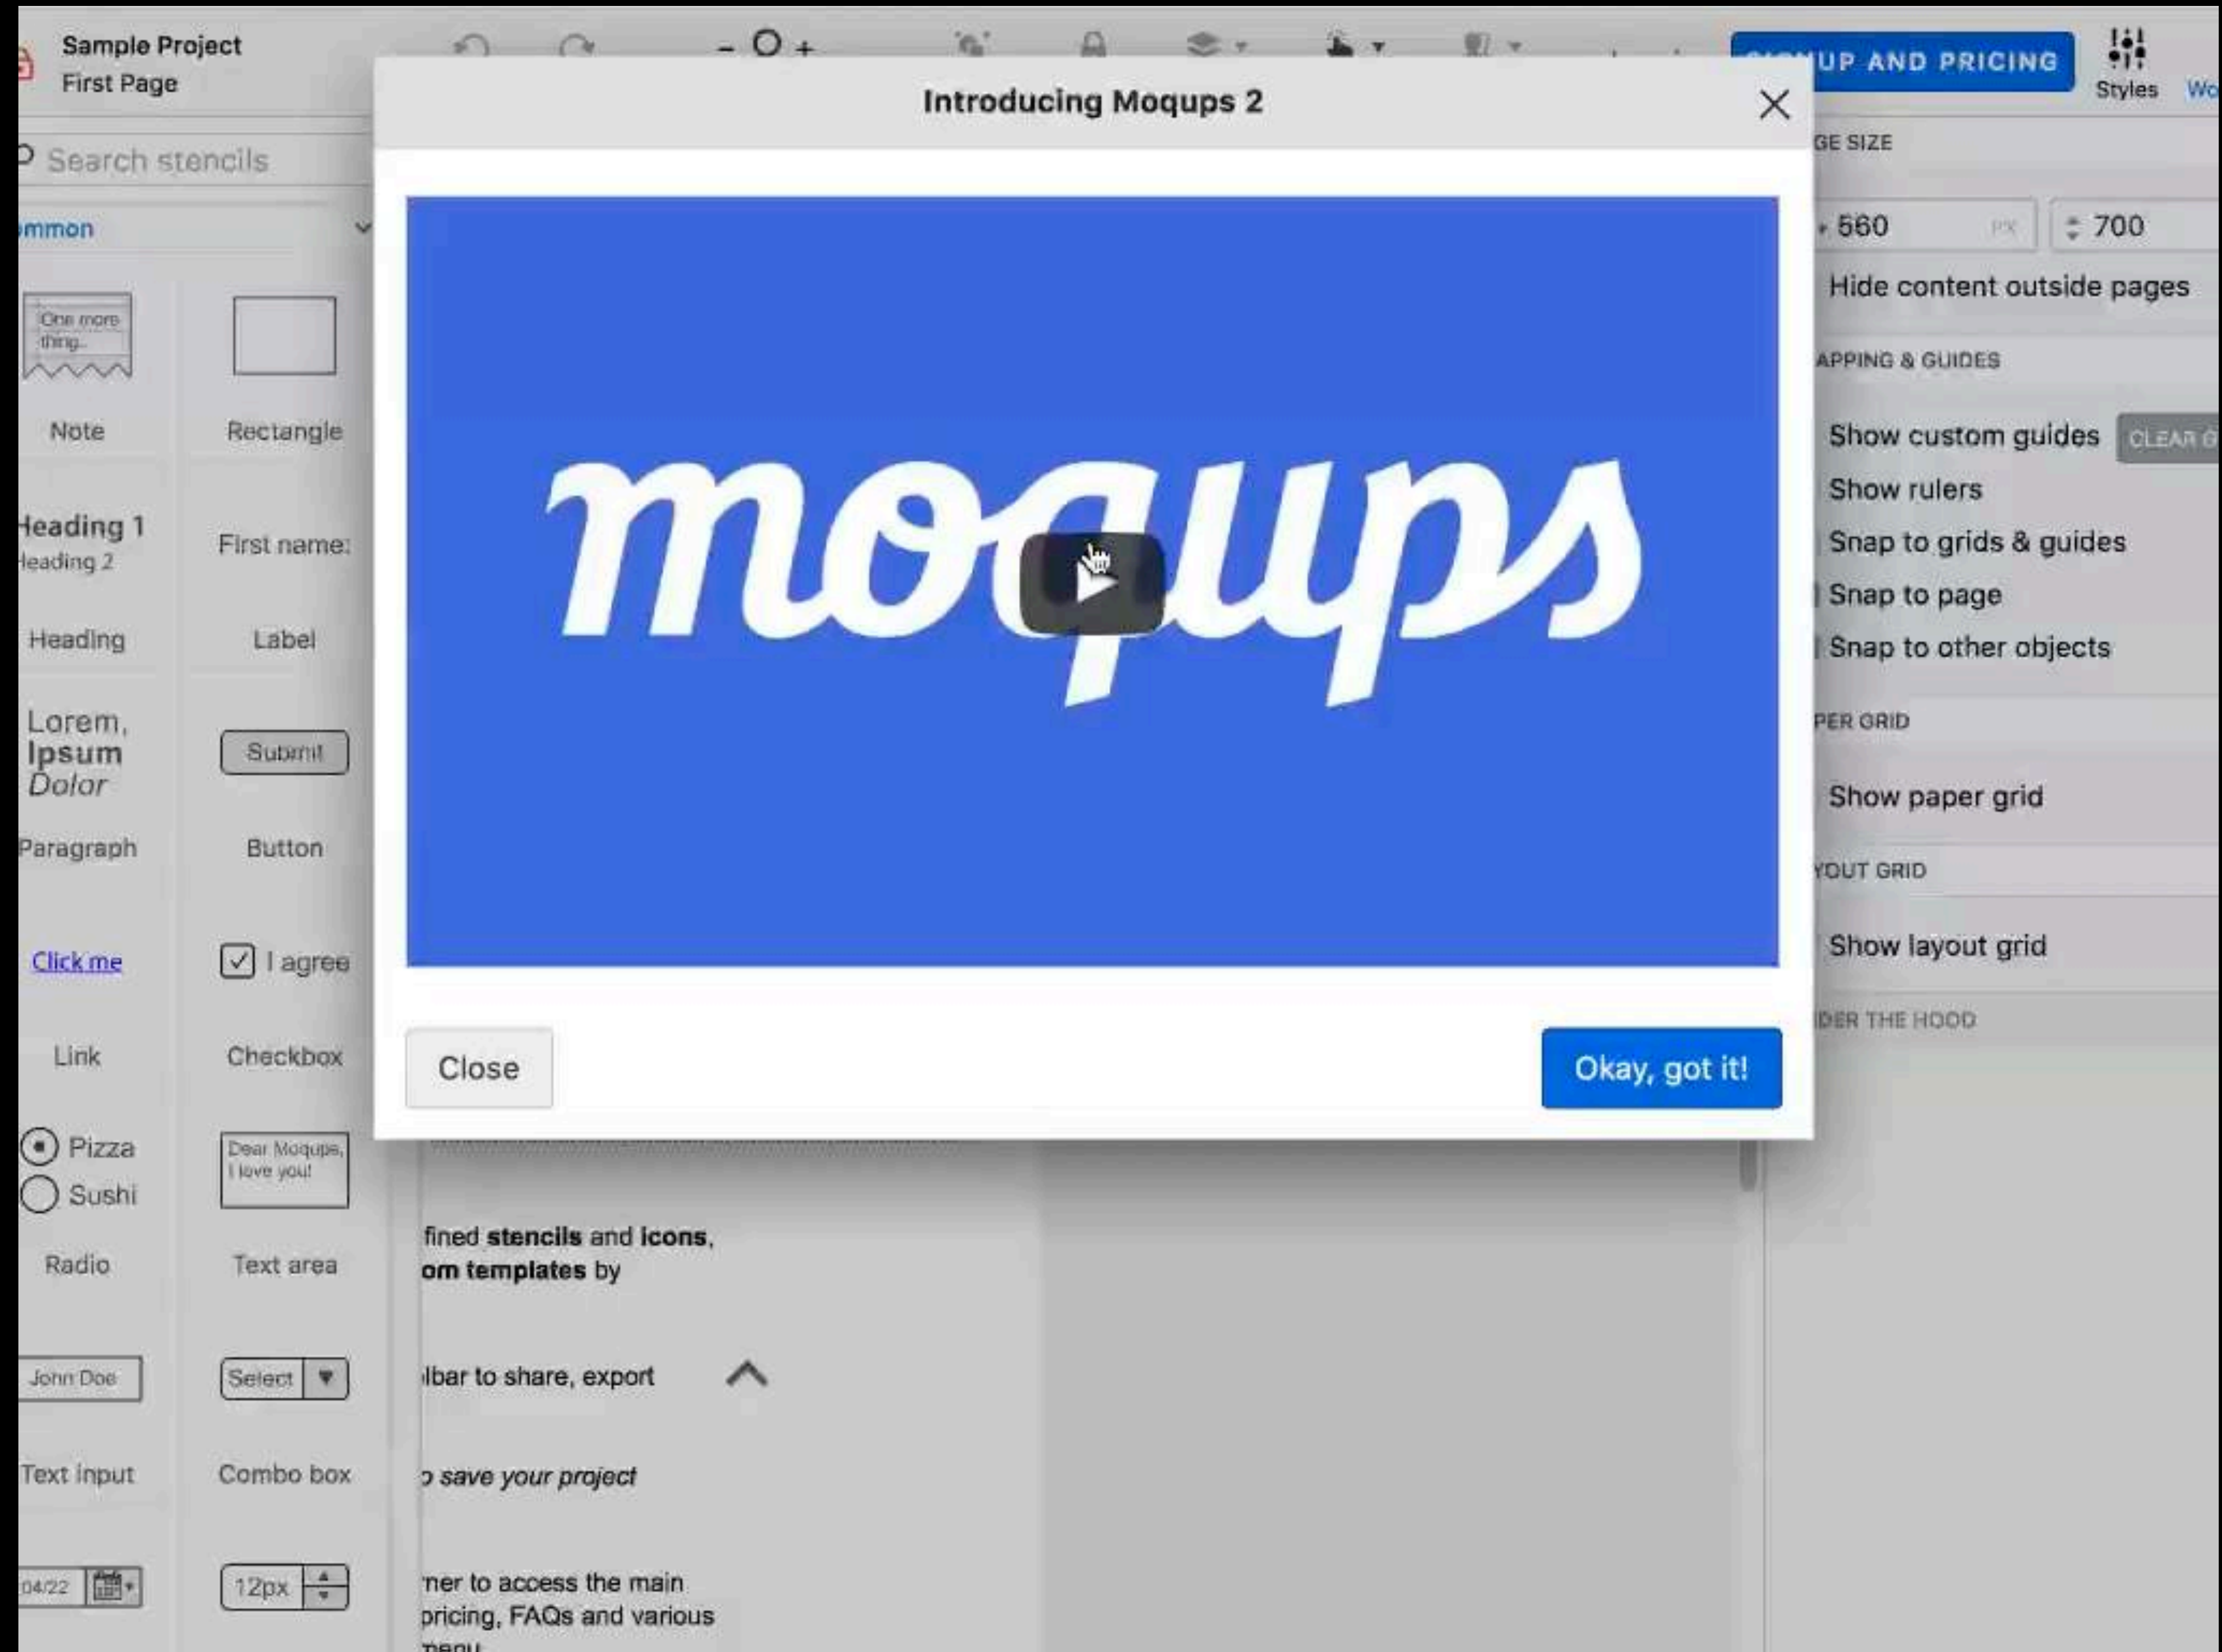 Sample Project
First Page
UP AND PRICING
Styles
Introducing Moqups 2
Search stencils
GE SIZE
ommon
560
PX
700
Hide content outside pages
One more
thing..
APPING & GUIDES
Note
Rectangle
Show custom guides
CLEAR G
Show rulers
moqups
Heading 1
Heading 2
First name:
Snap to grids & guides
Snap to page
Heading
Label
Snap to other objects
Lorem,
Ipsum
Dolor
Submit
PER GRID
Show paper grid
Paragraph
Button
YOUT GRID
Click me
I agree
Show layout grid
DER THE HOOD
Link
Checkbox
Close
Okay, got it!
Pizza
Sushi
Dear Moqups,
I love you!
fined stencils and icons,
om templates by
Radio
Text area
John Doe
Select
lbar to share, export
Text input
Combo box
o save your project
04/22
12px
ner to access the main
pricing, FAQs and various
menu